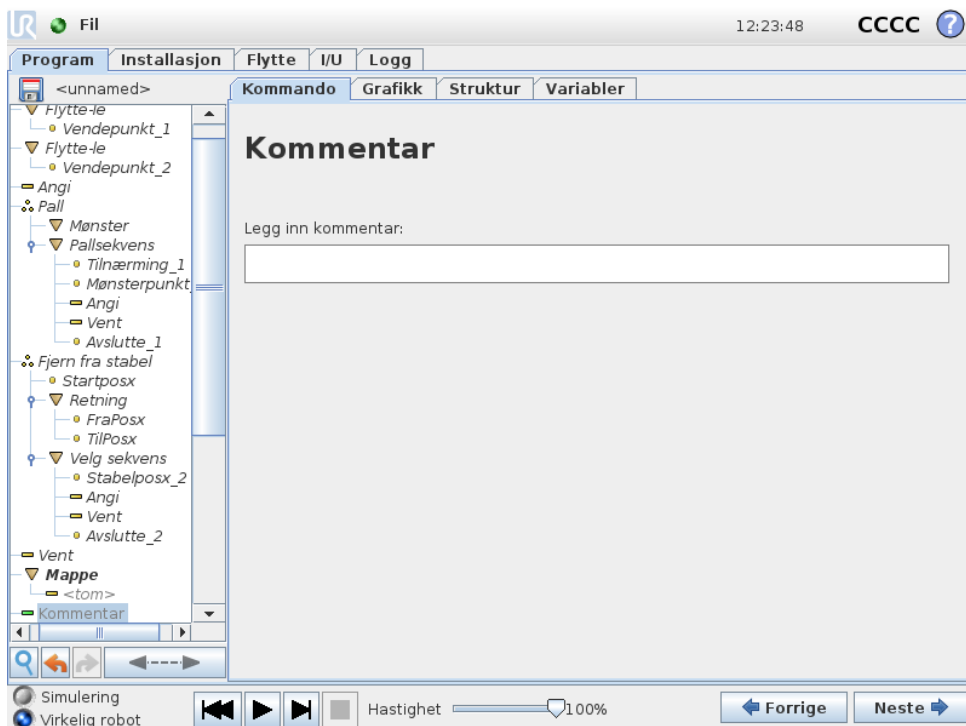 UR Fil 12:23:48 CCCC ?
Program Installasjon Flytte I/U Logg
<unnamed> Kommando Grafikk Struktur Variabler
Flytte-le
Vendepunkt_1
Flytte-le
Vendepunkt_2
Angi
Pall
Mønster
Pallsekvens
Tilnærming_1
Mønsterpunkt_
Angi
Vent
Avslutte_1
Fjern fra stabel
Startposx
Retning
FraPosx
TilPosx
Velg sekvens
Stabelposx_2
Angi
Vent
Avslutte_2
Vent
Mappe
<tom>
Kommentar
Kommentar
Legg inn kommentar:
Simulering
Virkelig robot
Hastighet 100%
Forrige Neste